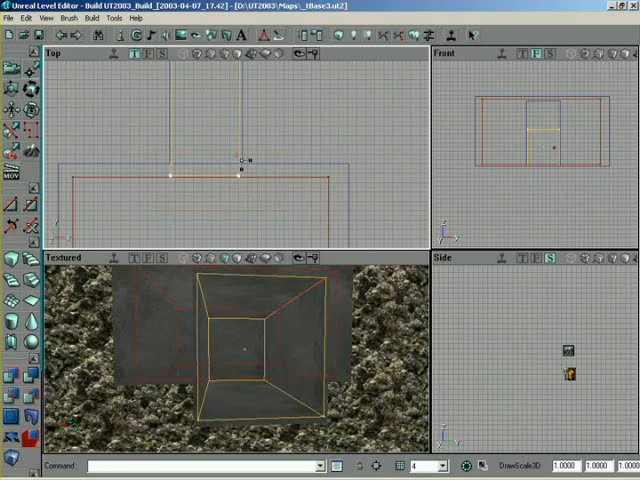 Unreal Level Editor - Build UT2003_Build_[2003-04-07_17.42] - [D:\UT2003\Maps\_tBase3.ut2]
File Edit View Brush Build Tools Help
Top T F S
Front T F S
MOV
Y
Z X
Z
Y X
Textured T F S
Side T F S
Z
Y
Command: 4 DrawScale3D: 1.0000 1.0000 1.0000